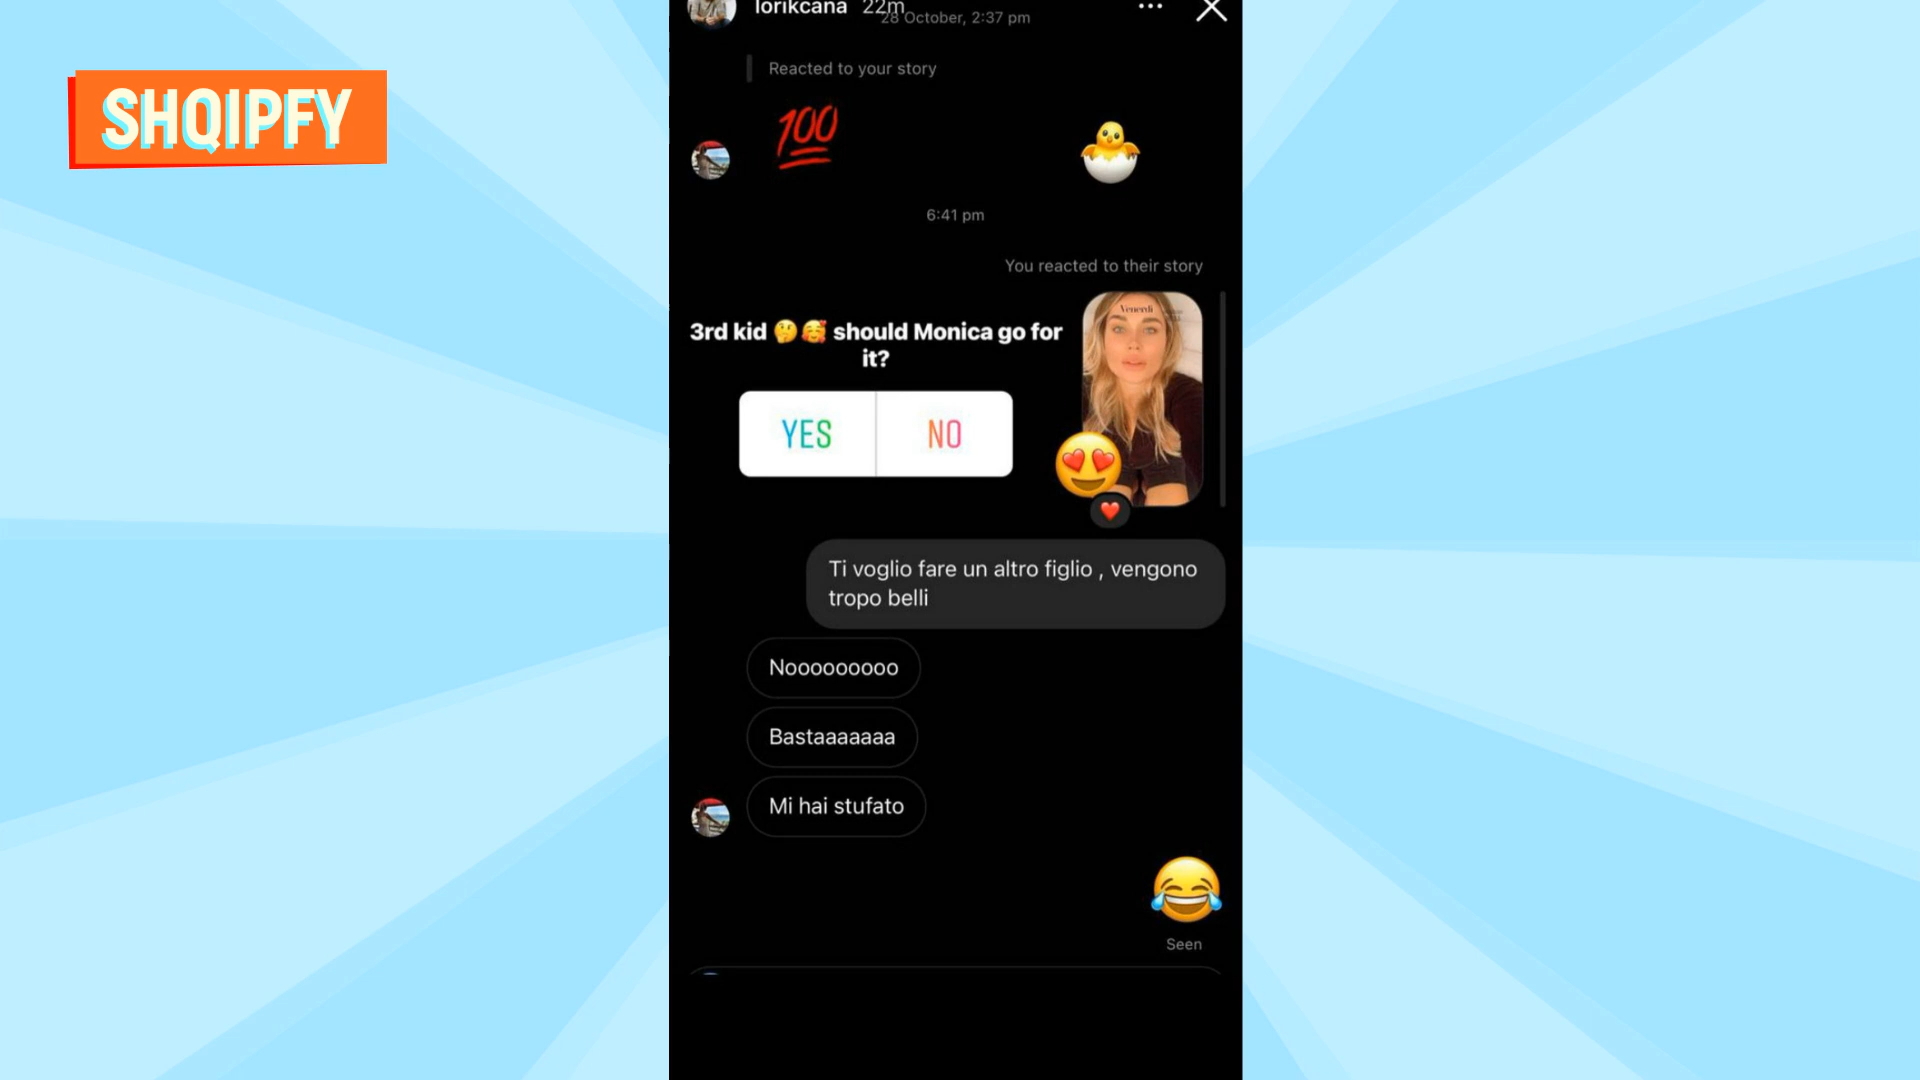 SHQIPFY
lorikcana 22m
28 October, 2:37 pm
Reacted to your story
100
6:41 pm
You reacted to their story
3rd kid 🤔🥰 should Monica go for
it?
YES NO
Venerdì
Ti voglio fare un altro figlio , vengono
tropo belli
Nooooooooo
Bastaaaaaaa
Mi hai stufato
Seen